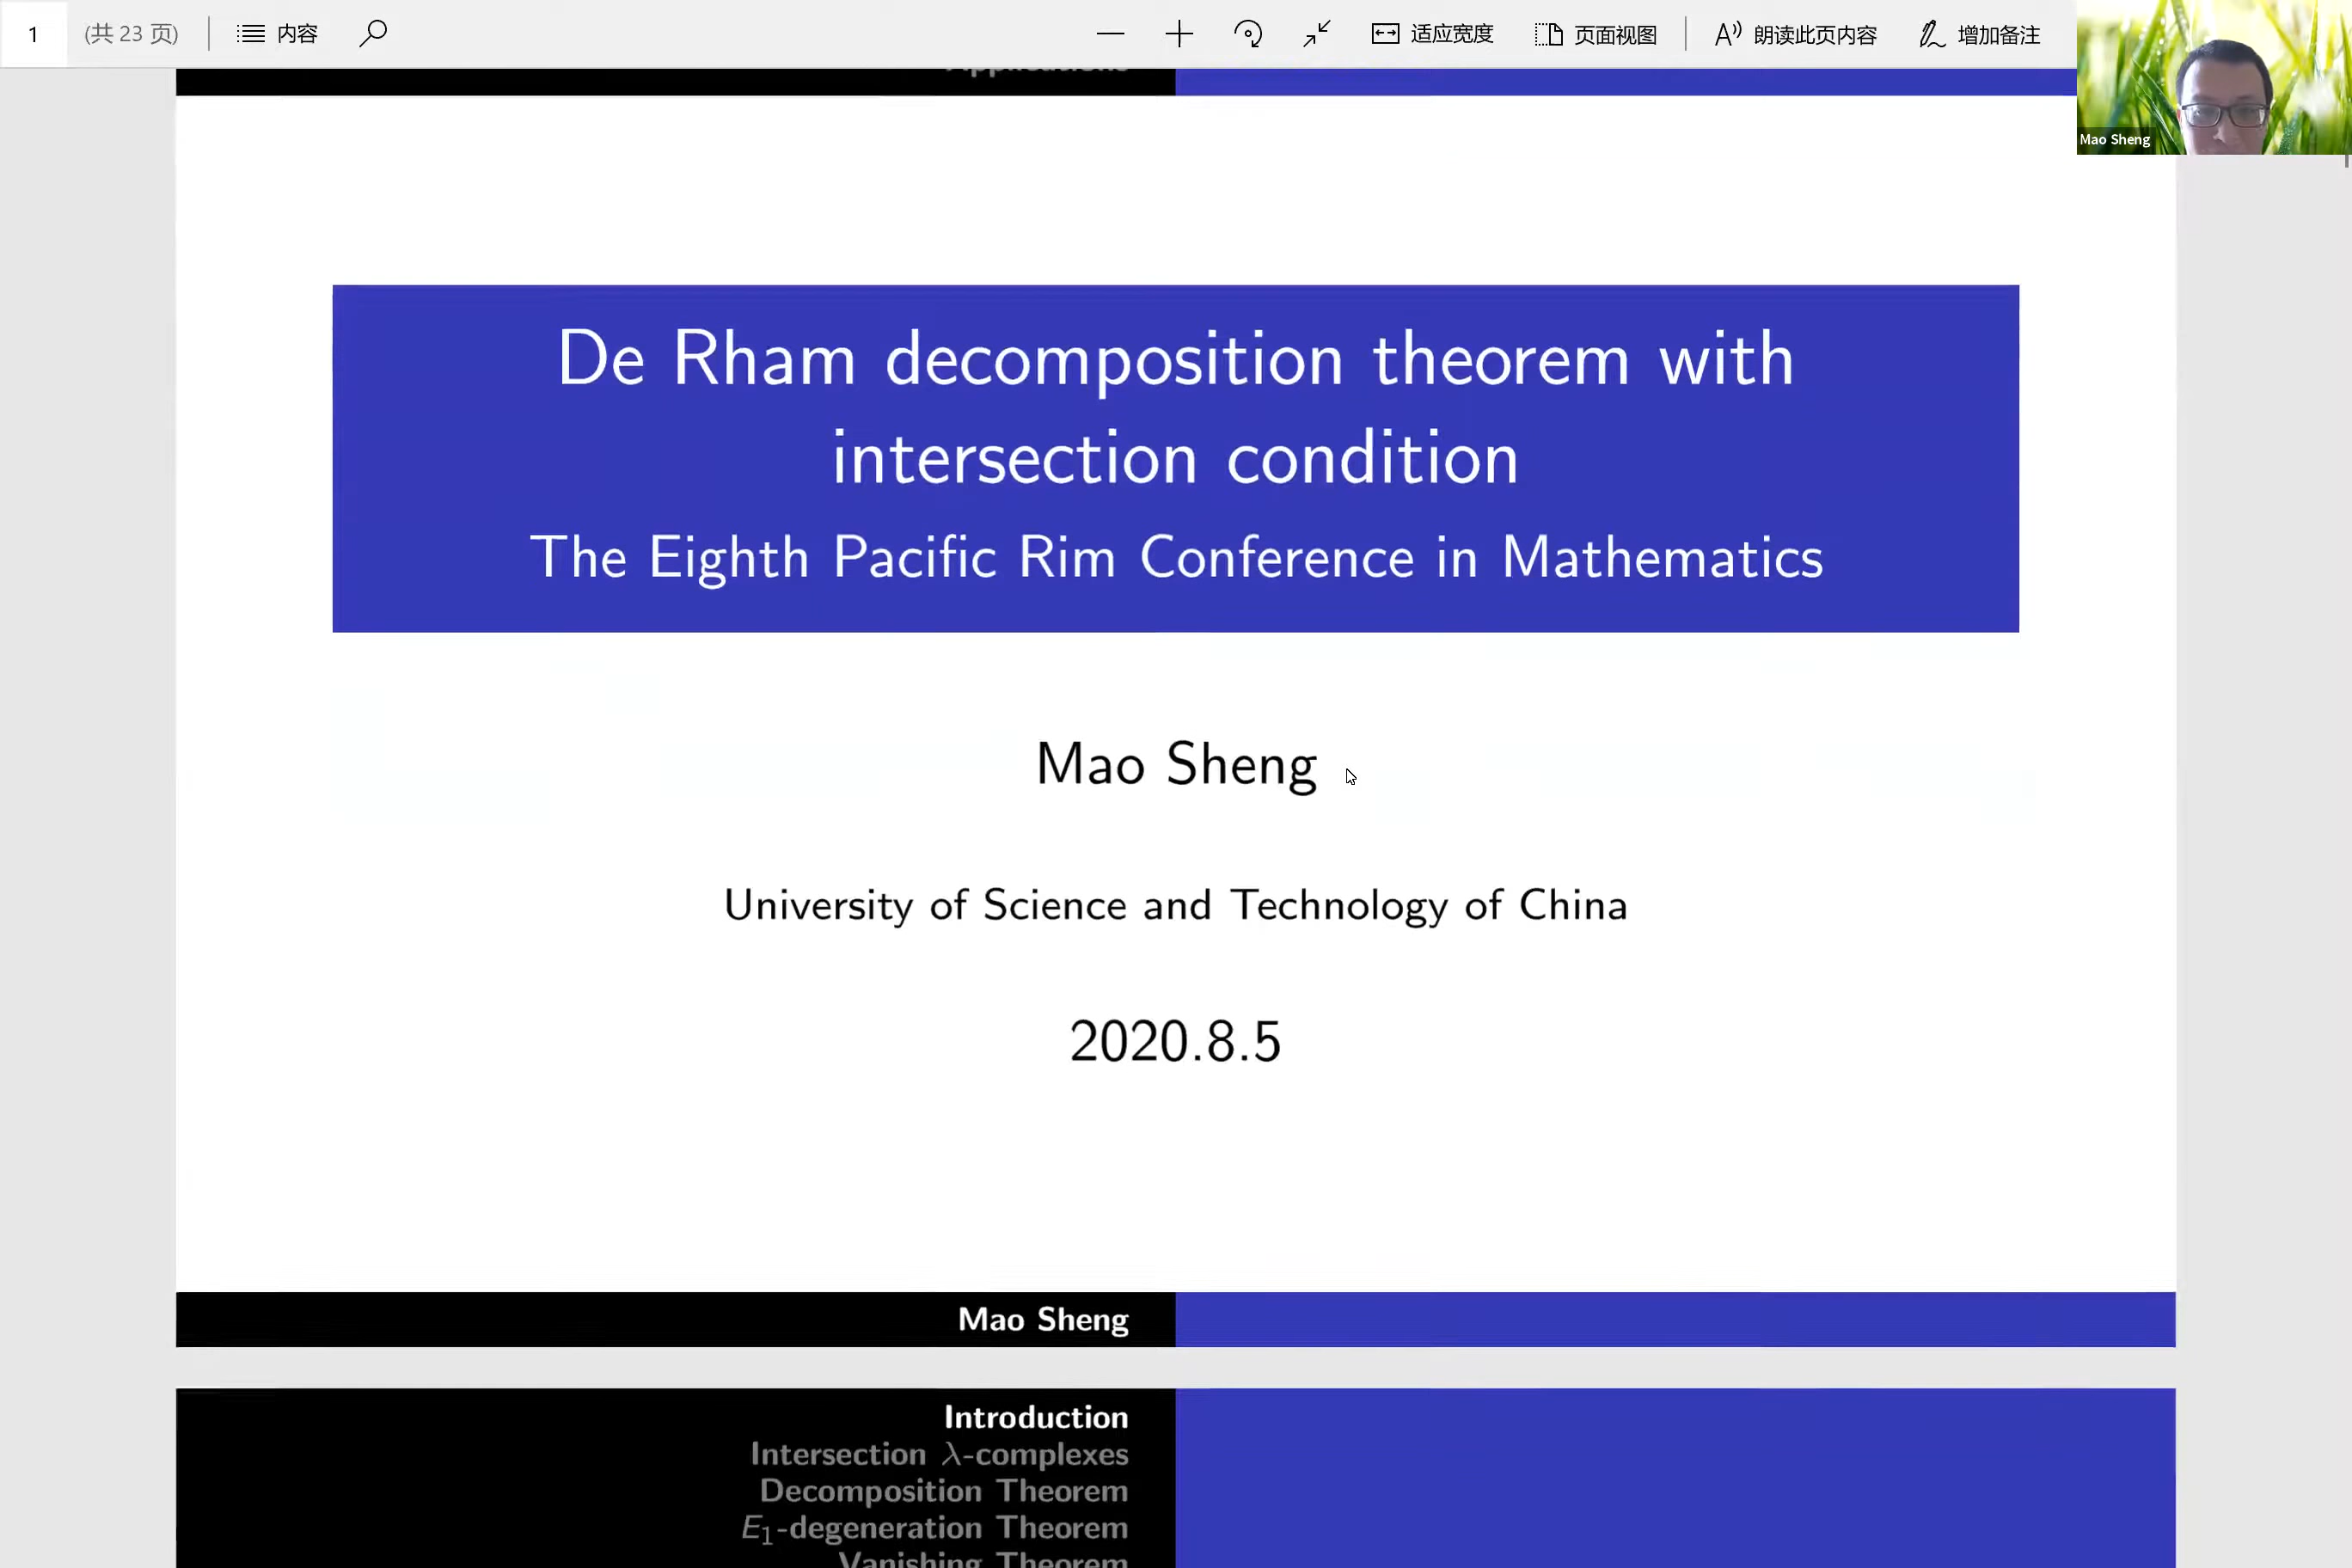 1 (共 23 页) 内容 适应宽度 页面视图 朗读此页内容 增加备注
Mao Sheng
Applications
De Rham decomposition theorem with
intersection condition
The Eighth Pacific Rim Conference in Mathematics
Mao Sheng
University of Science and Technology of China
2020.8.5
Mao Sheng
Introduction
Intersection λ-complexes
Decomposition Theorem
E₁-degeneration Theorem
Vanishing Theorem